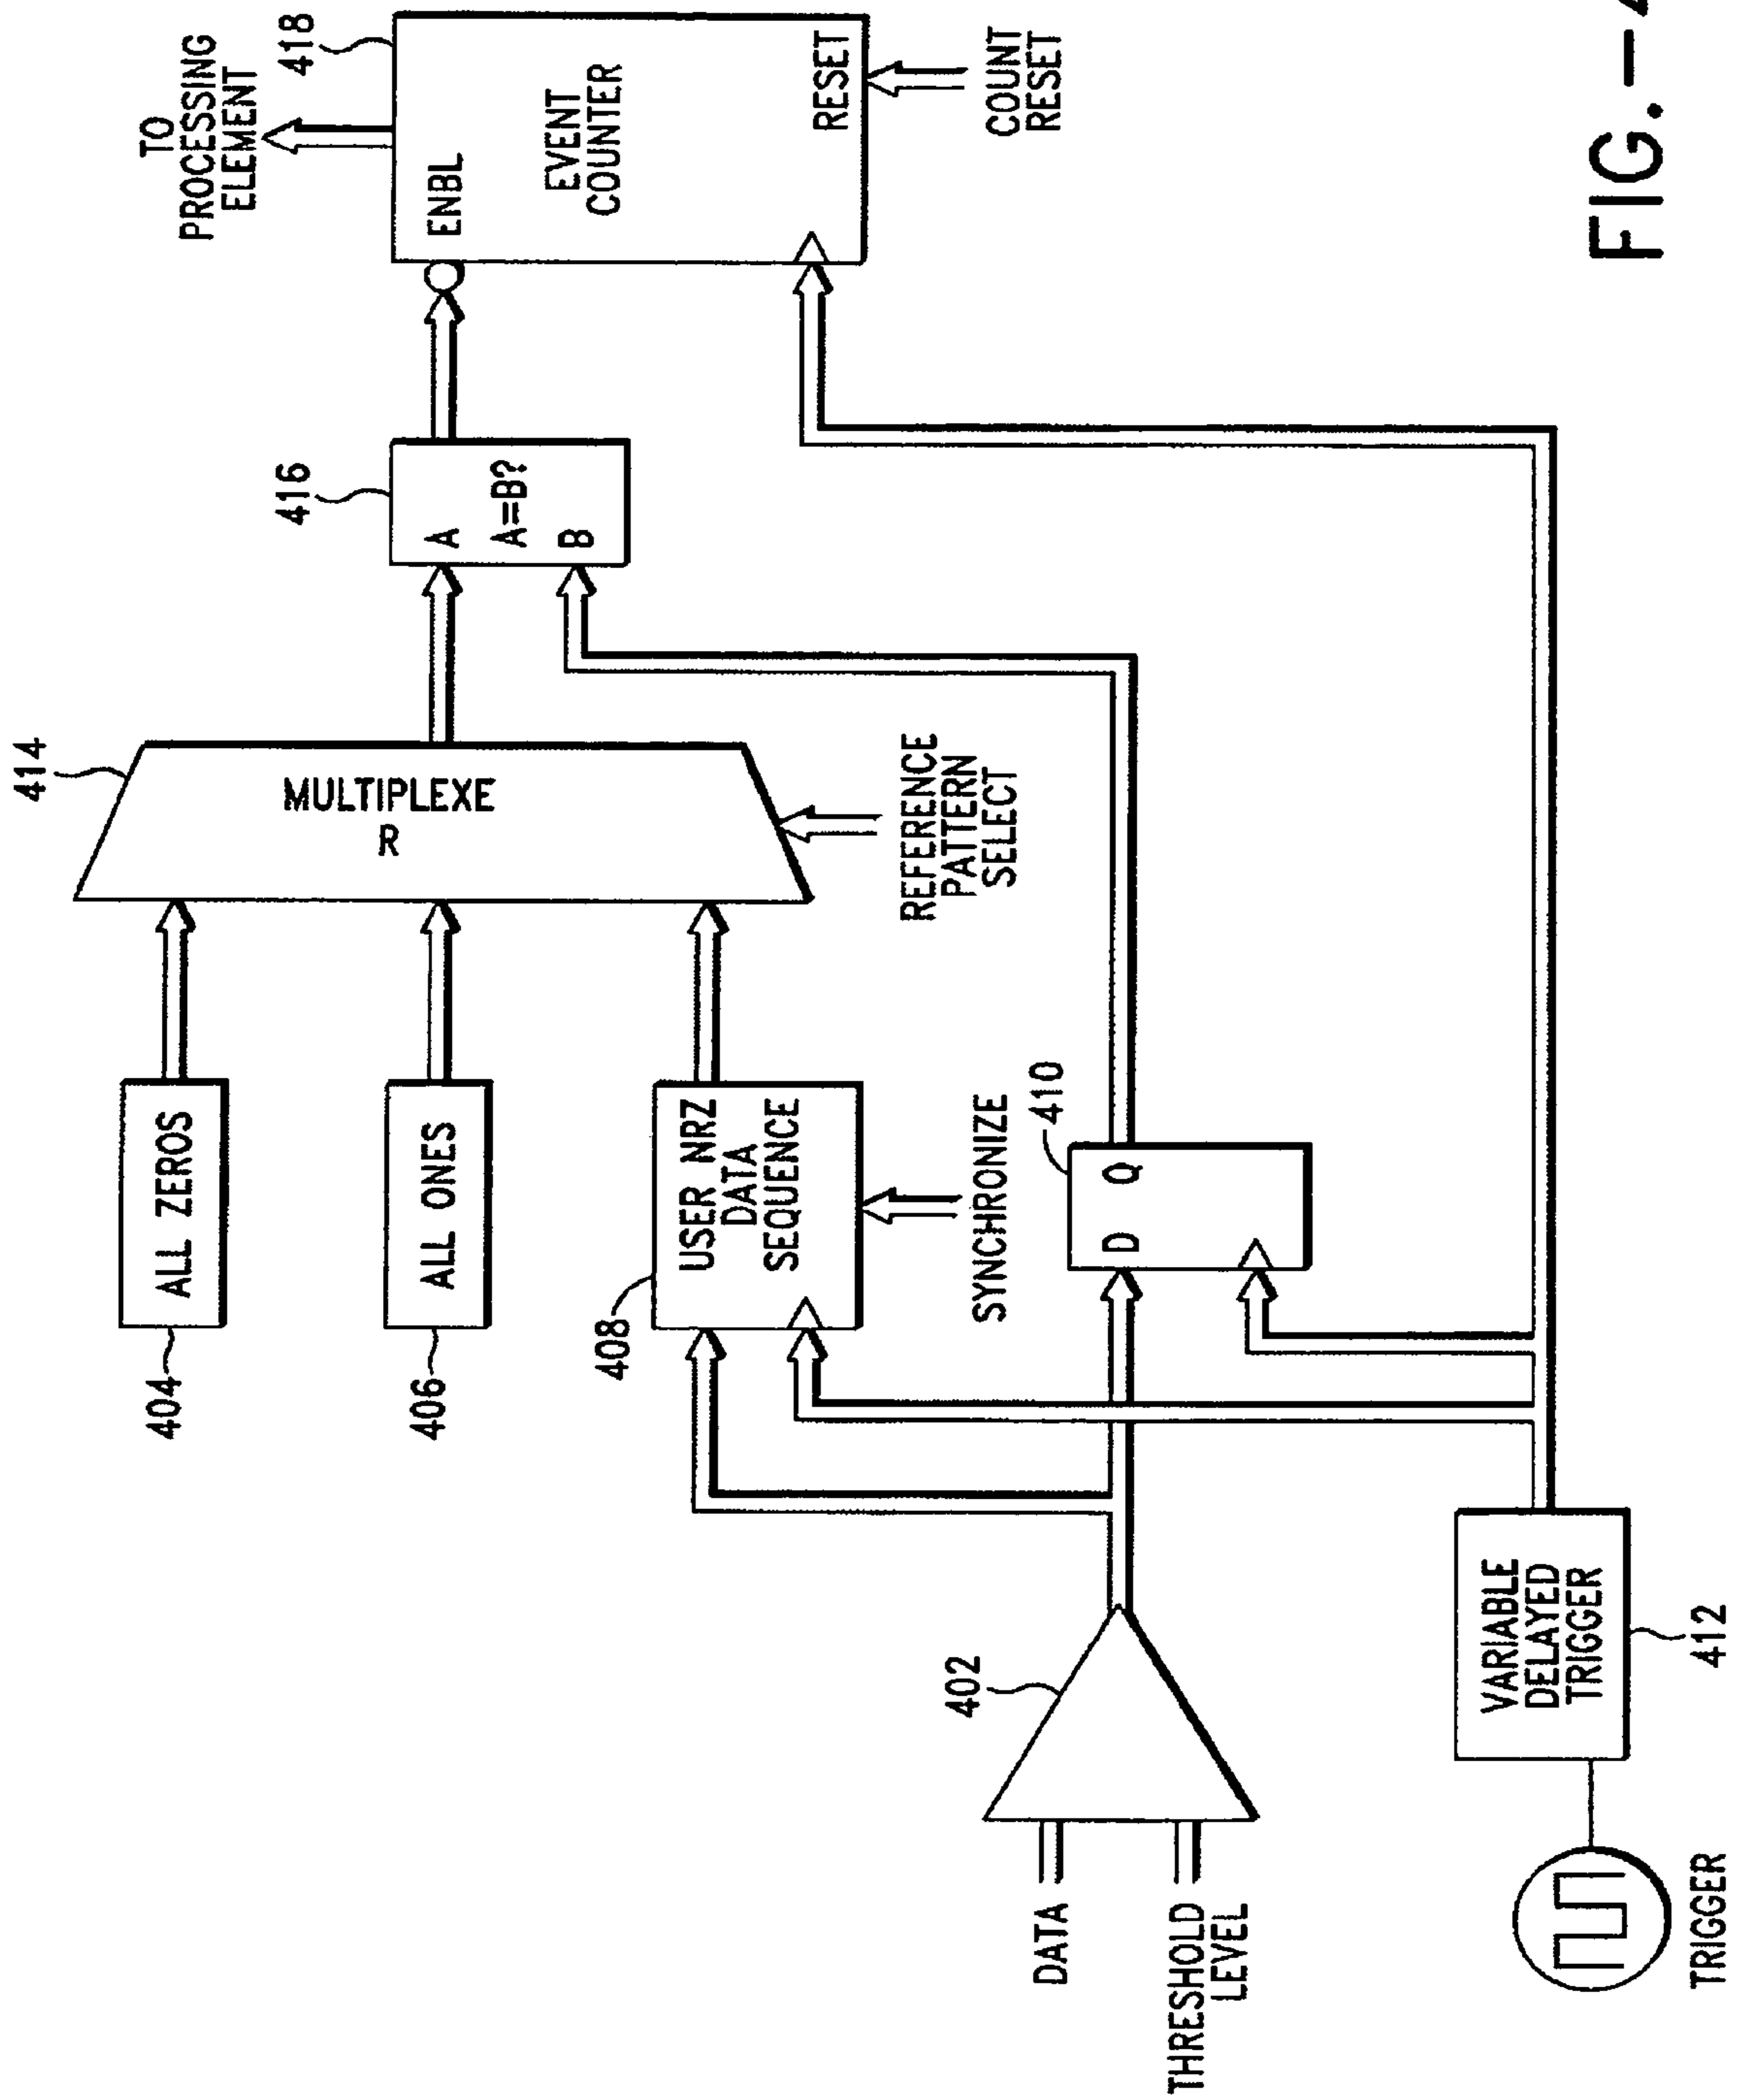 404
ALL ZEROS
406
ALL ONES
408
USER NRZ
DATA
SEQUENCE
SYNCHRONIZE
414
MULTIPLEXE
R
REFERENCE
PATTERN
SELECT
416
A
A=B?
B
TO
PROCESSING
ELEMENT
418
ENBL
EVENT
COUNTER
RESET
COUNT
RESET
DATA
THRESHOLD
LEVEL
402
410
D Q
VARIABLE
DELAYED
TRIGGER
412
TRIGGER
FIG.-4